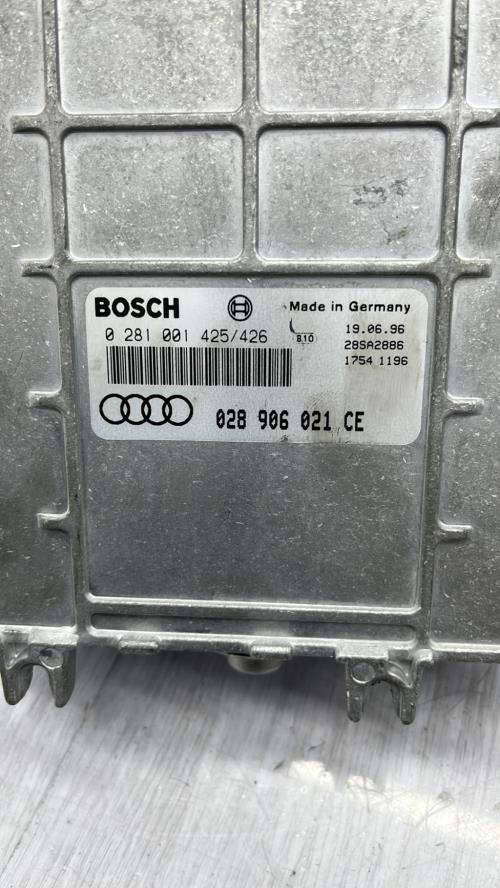 BOSCH
Made in Germany
0 281 001 425/426
B10
19.06.96
28SA2886
1754 1196
028 906 021 CE